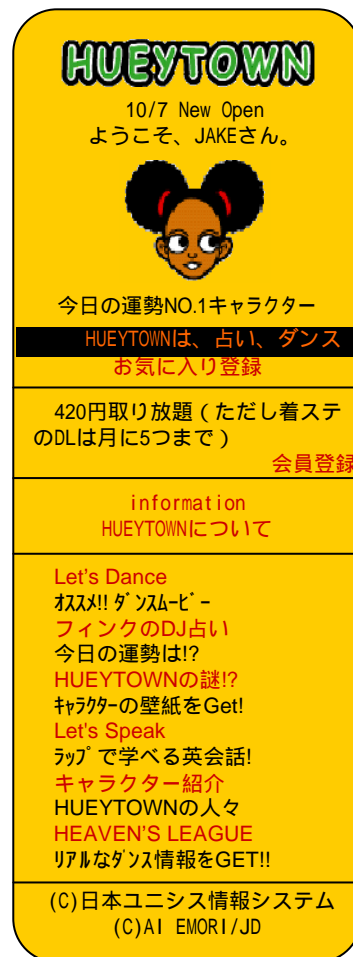 HUEYTOWN
10/7 New Open
ようこそ、JAKEさん。
今日の運勢NO.1キャラクター
HUEYTOWNは、占い、ダンス
お気に入り登録
420円取り放題(ただし着ステ
のDLは月に5つまで)
会員登録
information
HUEYTOWNについて
Let's Dance
ｵｽｽﾒ!! ﾀﾞﾝｽﾑｰﾋﾞｰ
フィンクのDJ占い
今日の運勢は!?
HUEYTOWNの謎!?
ｷｬﾗｸﾀｰの壁紙をGet!
Let's Speak
ﾗｯﾌﾟで学べる英会話!
キャラクター紹介
HUEYTOWNの人々
HEAVEN'S LEAGUE
ﾘｱﾙなﾀﾞﾝｽ情報をGET!!
(C)日本ユニシス情報システム
(C)AI EMORI/JD